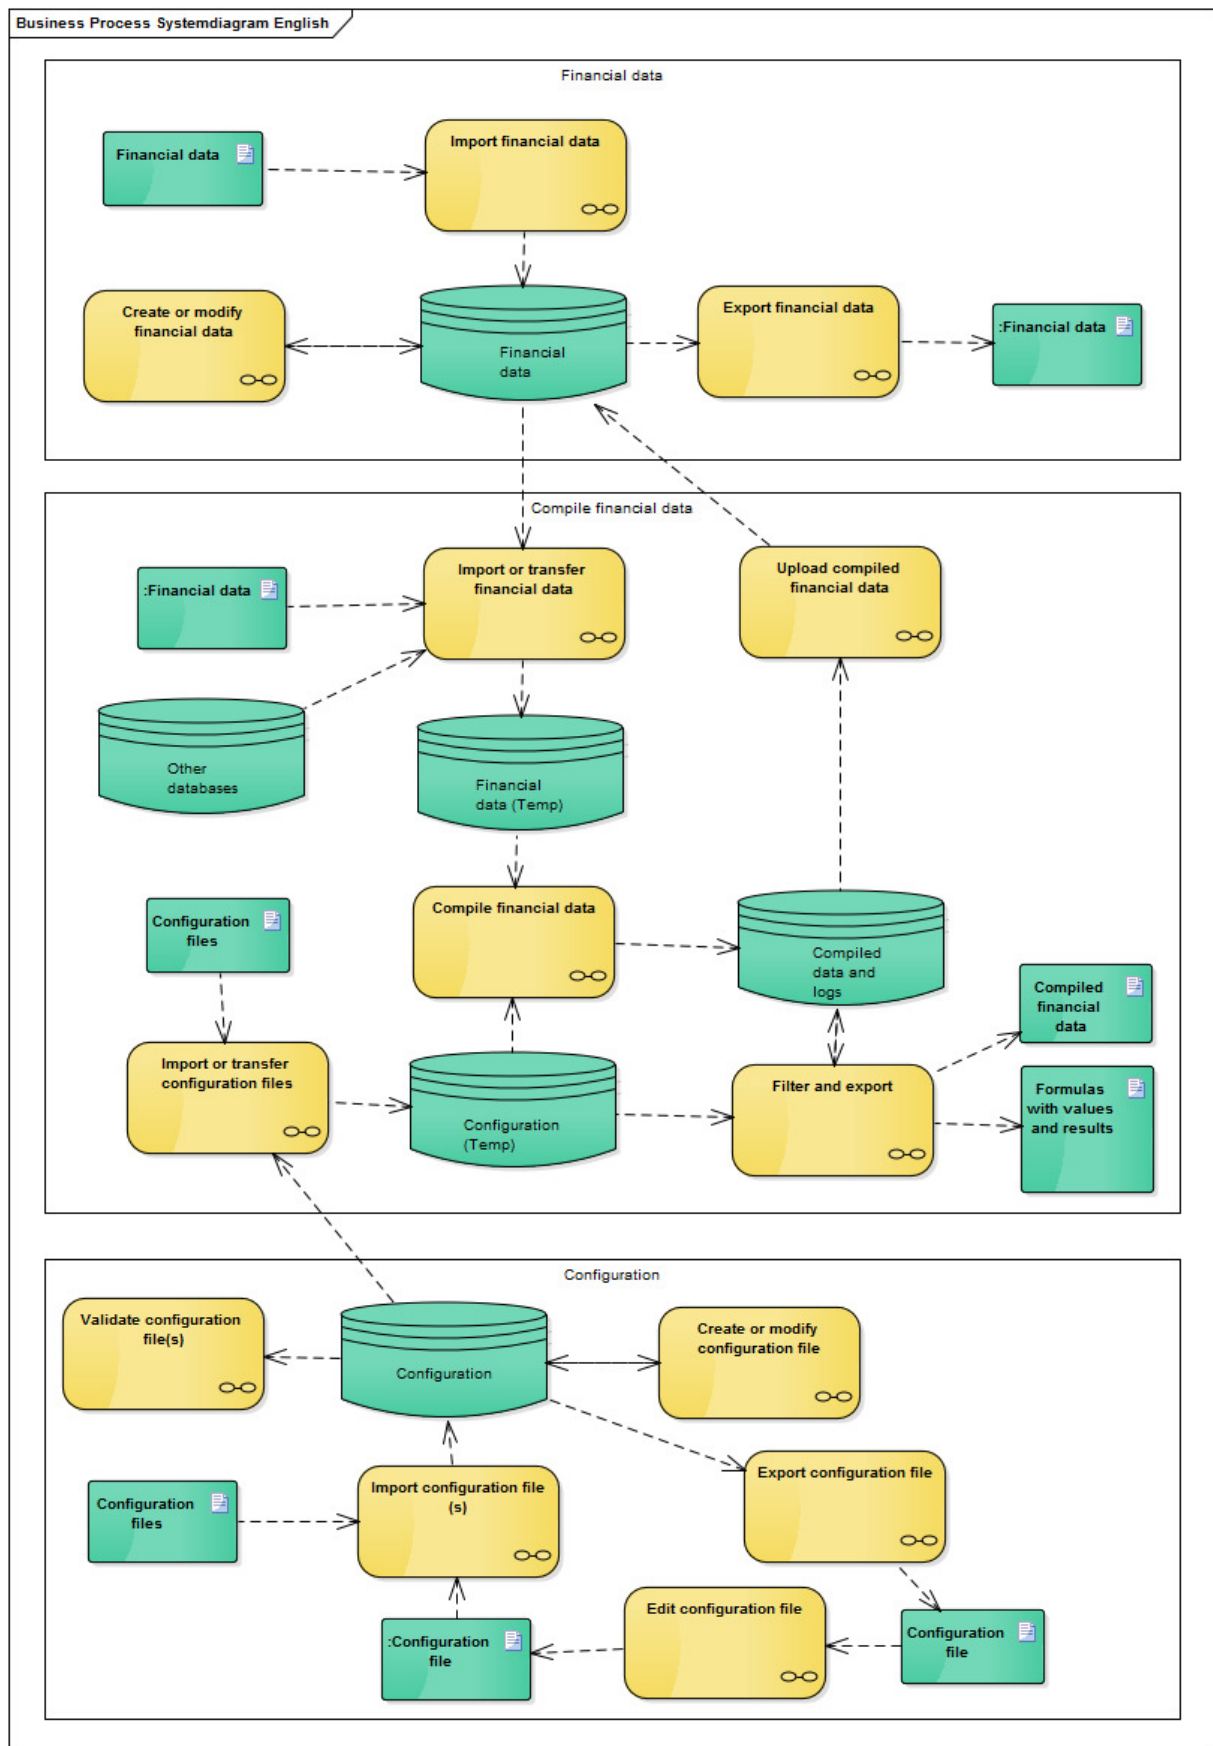 Business Process Systemdiagram English
Financial data
Financial data
Import financial data
Create or modify
financial data
Financial
data
Export financial data
:Financial data
Compile financial data
:Financial data
Import or transfer
financial data
Upload compiled
financial data
Other
databases
Financial
data (Temp)
Configuration
files
Compile financial data
Compiled
data and
logs
Compiled
financial
data
Import or transfer
configuration files
Configuration
(Temp)
Filter and export
Formulas
with values
and results
Configuration
Validate configuration
file(s)
Configuration
Create or modify
configuration file
Configuration
files
Import configuration file
(s)
Export configuration file
:Configuration
file
Edit configuration file
Configuration
file